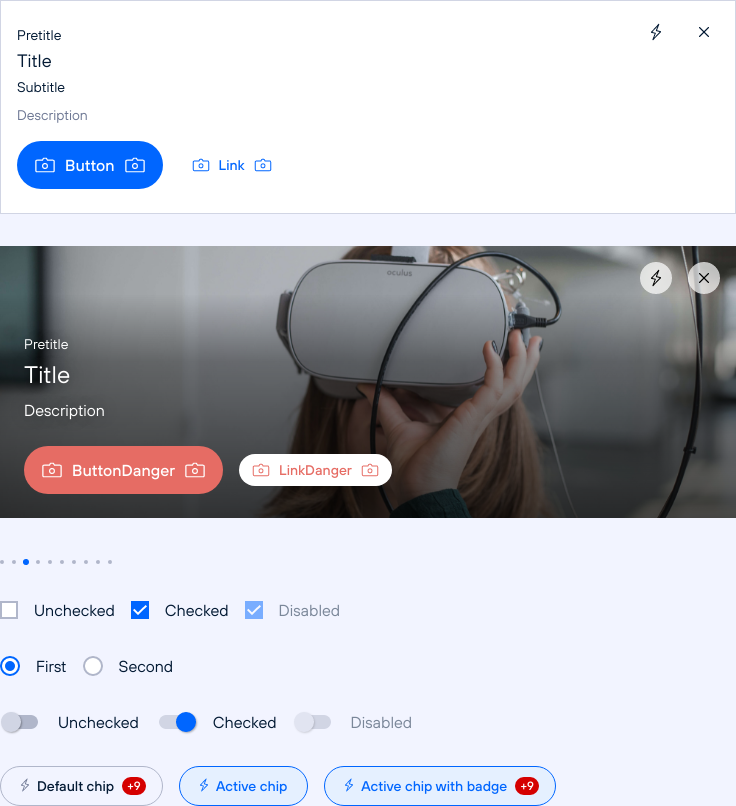 Pretitle
Title
Subtitle
Description
Button
Link
oculus
Pretitle
Title
Description
ButtonDanger
LinkDanger
Unchecked Checked Disabled
First Second
Unchecked Checked Disabled
Default chip +9 Active chip Active chip with badge +9